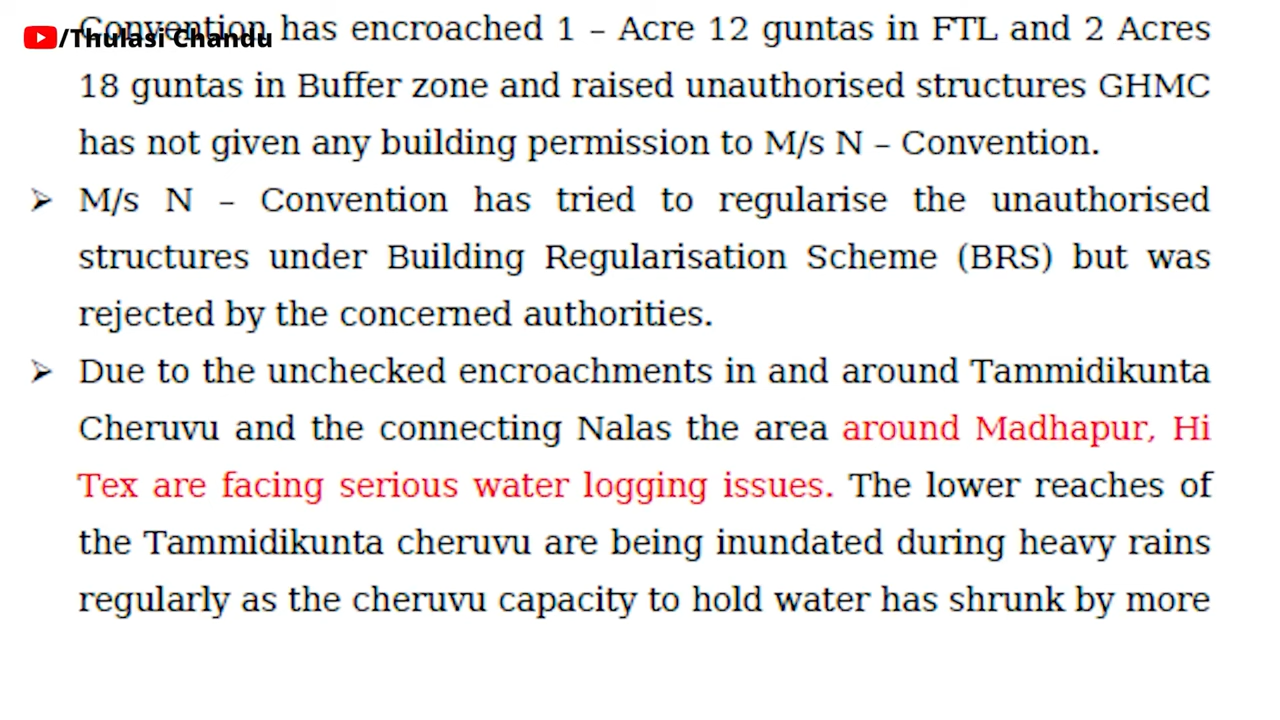 /Thulasi Chandu
Convention has encroached 1 – Acre 12 guntas in FTL and 2 Acres
18 guntas in Buffer zone and raised unauthorised structures GHMC
has not given any building permission to M/s N – Convention.
➢ M/s N – Convention has tried to regularise the unauthorised
structures under Building Regularisation Scheme (BRS) but was
rejected by the concerned authorities.
➢ Due to the unchecked encroachments in and around Tammidikunta
Cheruvu and the connecting Nalas the area around Madhapur, Hi
Tex are facing serious water logging issues. The lower reaches of
the Tammidikunta cheruvu are being inundated during heavy rains
regularly as the cheruvu capacity to hold water has shrunk by more